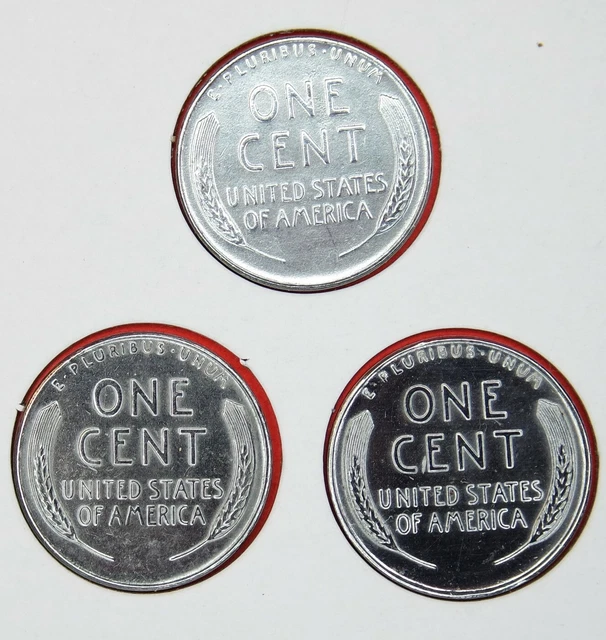 E·PLURIBUS·UNUM
ONE
CENT
UNITED STATES
OF AMERICA
E·PLURIBUS·UNUM
ONE
CENT
UNITED STATES
OF AMERICA
E·PLURIBUS·UNUM
ONE
CENT
UNITED STATES
OF AMERICA